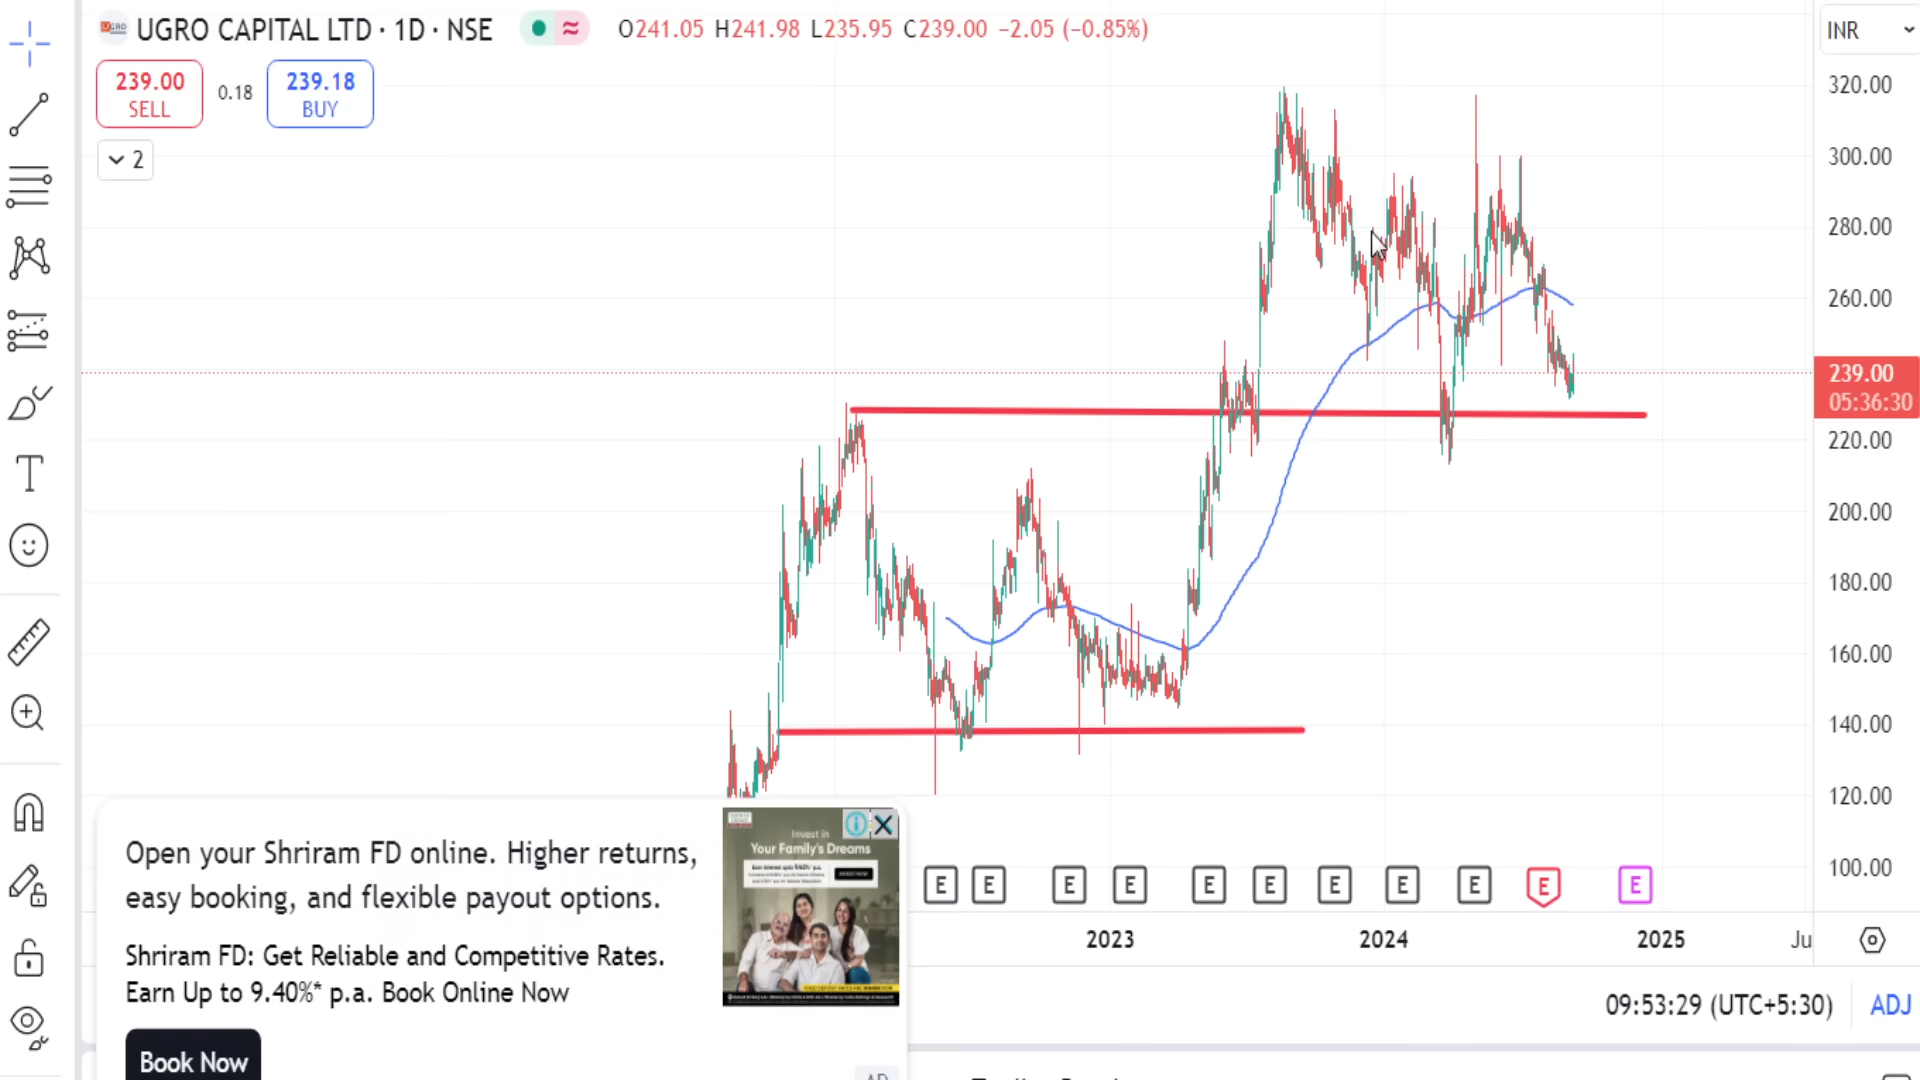 UGRO CAPITAL LTD · 1D · NSE
O241.05 H241.98 L235.95 C239.00 −2.05 (−0.85%)
INR
239.00
SELL
0.18
239.18
BUY
2
320.00
300.00
280.00
260.00
239.00
05:36:30
220.00
200.00
180.00
160.00
140.00
120.00
100.00
Open your Shriram FD online. Higher returns,
easy booking, and flexible payout options.
Shriram FD: Get Reliable and Competitive Rates.
Earn Up to 9.40%* p.a. Book Online Now
Book Now
Invest in
Your Family's Dreams
E E E E E E E E E E E
2023 2024 2025 Ju
09:53:29 (UTC+5:30) ADJ